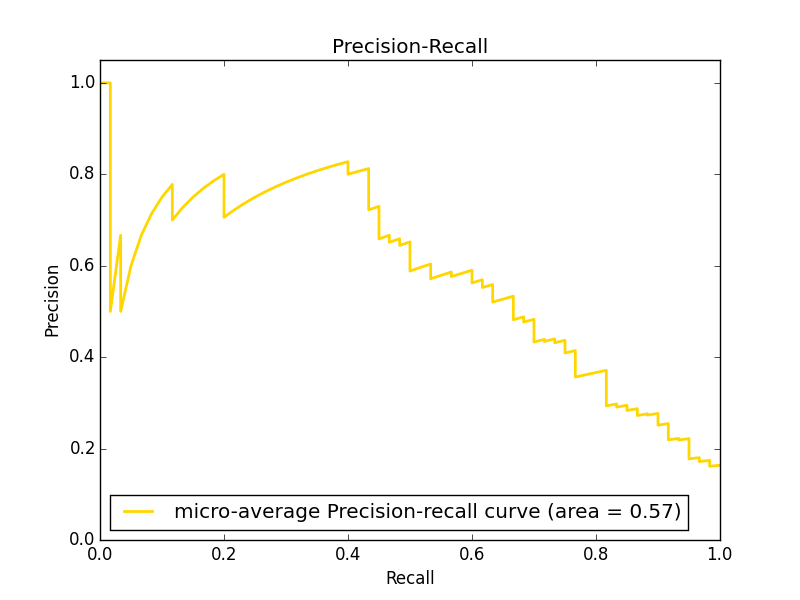 Precision-Recall
1.0
0.8
0.6
0.4
0.2
0.0
Precision
micro-average Precision-recall curve (area = 0.57)
0.0 0.2 0.4 0.6 0.8 1.0
Recall